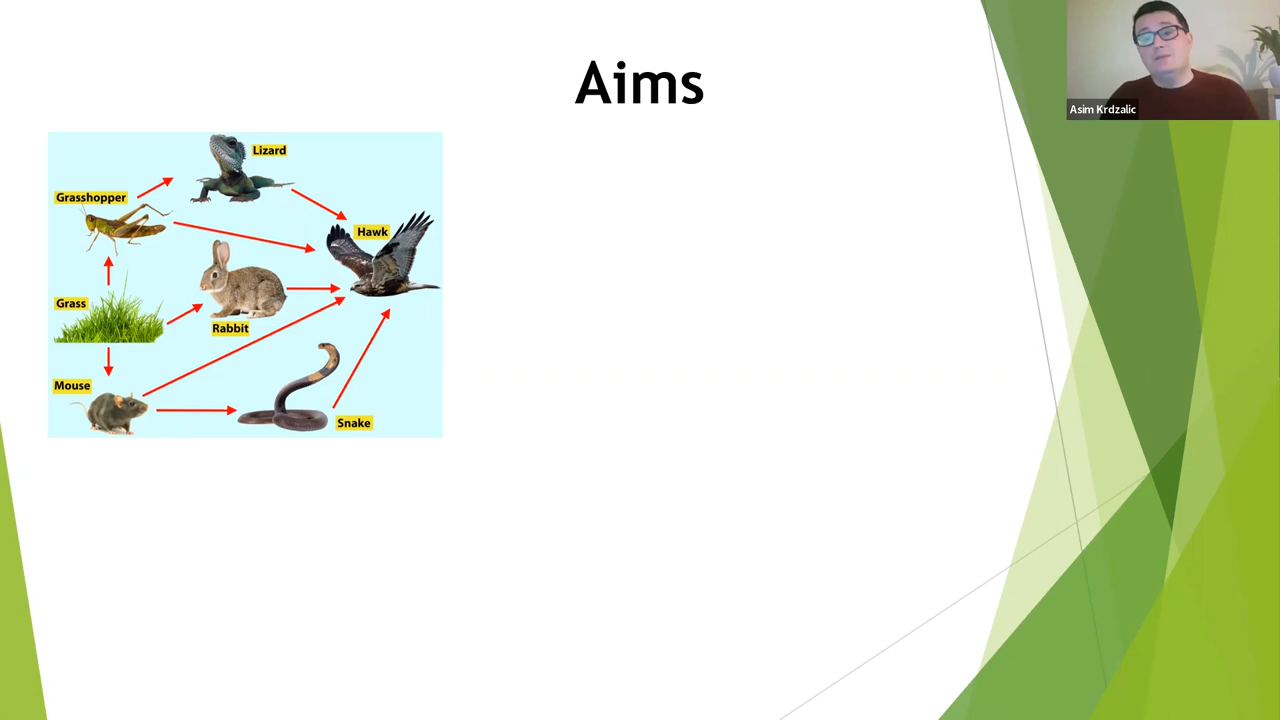 Aims
Asim Krdzalic
Lizard
Grasshopper
Hawk
Grass
Rabbit
Mouse
Snake